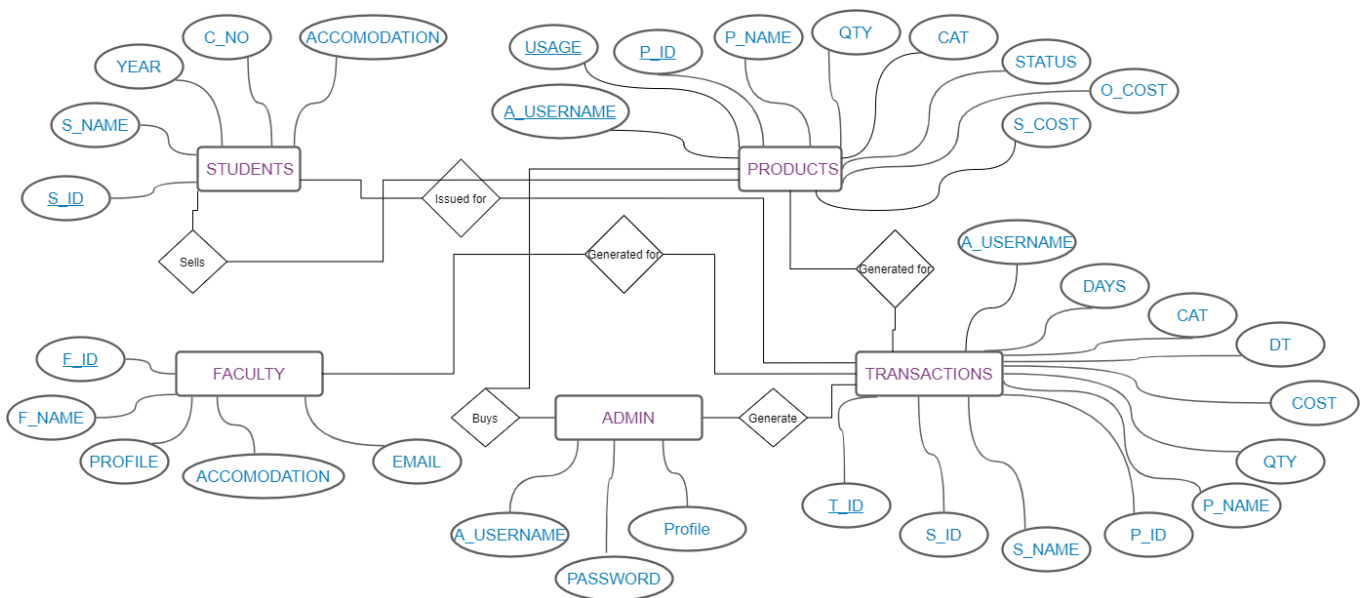 C_NO
ACCOMODATION
YEAR
S_NAME
STUDENTS
S_ID
USAGE
P_ID
P_NAME
QTY
CAT
STATUS
O_COST
S_COST
A_USERNAME
PRODUCTS
Issued for
Sells
Generated for
Generated for
A_USERNAME
DAYS
CAT
DT
COST
QTY
P_NAME
P_ID
S_NAME
S_ID
T_ID
TRANSACTIONS
F_ID
FACULTY
F_NAME
PROFILE
ACCOMODATION
EMAIL
Buys
ADMIN
Generate
A_USERNAME
PASSWORD
Profile